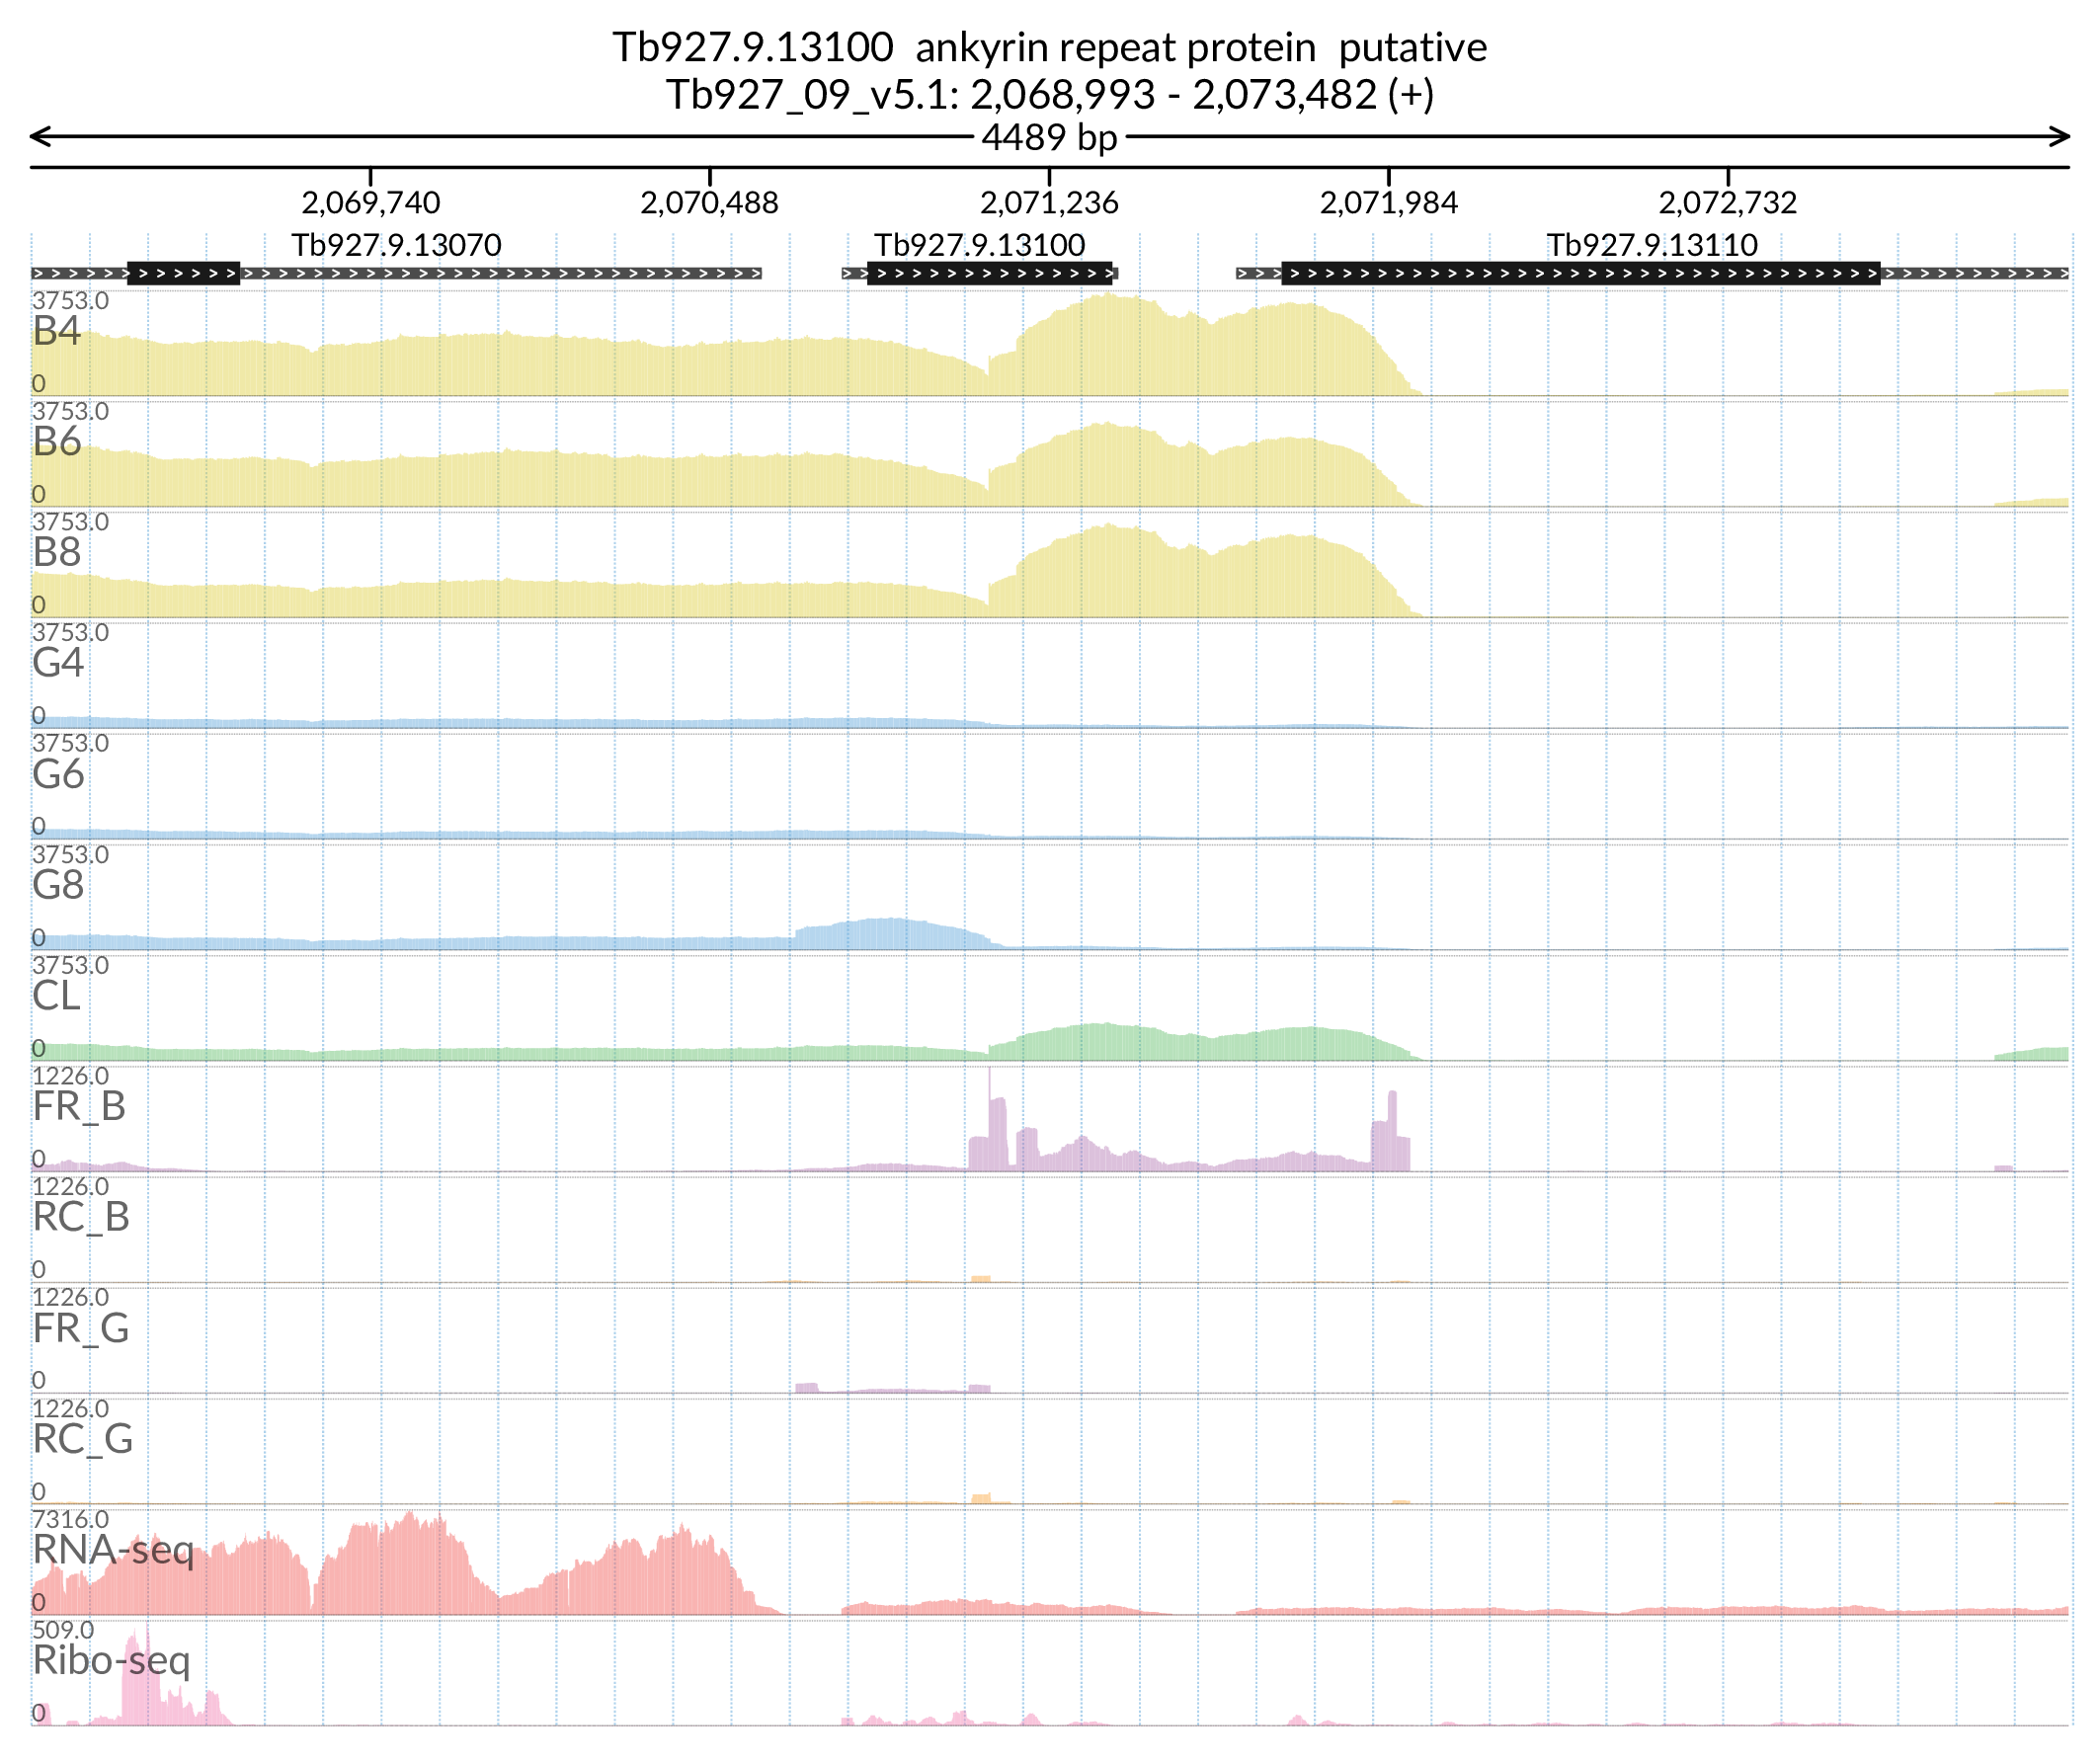 Tb927.9.13100  ankyrin repeat protein  putative
Tb927_09_v5.1: 2,068,993 - 2,073,482 (+)
4489 bp
2,069,740 2,070,488 2,071,236 2,071,984 2,072,732
Tb927.9.13070 Tb927.9.13100 Tb927.9.13110
3753.0
B4
0
3753.0
B6
0
3753.0
B8
0
3753.0
G4
0
3753.0
G6
0
3753.0
G8
0
3753.0
CL
0
1226.0
FR_B
0
1226.0
RC_B
0
1226.0
FR_G
0
1226.0
RC_G
0
7316.0
RNA-seq
0
509.0
Ribo-seq
0